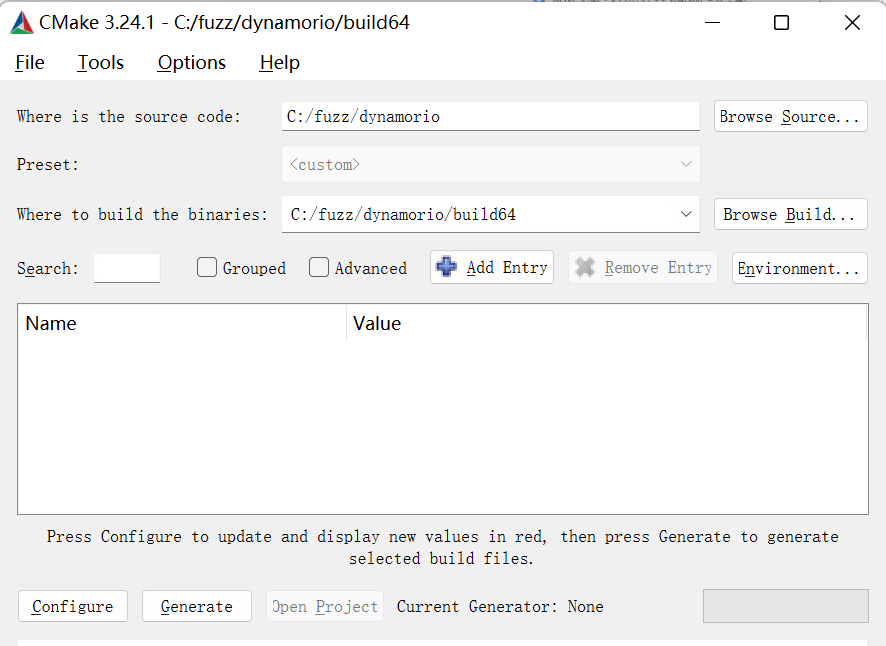 CMake 3.24.1 - C:/fuzz/dynamorio/build64
File Tools Options Help
Where is the source code: C:/fuzz/dynamorio Browse Source...
Preset: <custom>
Where to build the binaries: C:/fuzz/dynamorio/build64 Browse Build...
Search: Grouped Advanced Add Entry Remove Entry Environment...
Name Value
Press Configure to update and display new values in red, then press Generate to generate
selected build files.
Configure Generate Open Project Current Generator: None